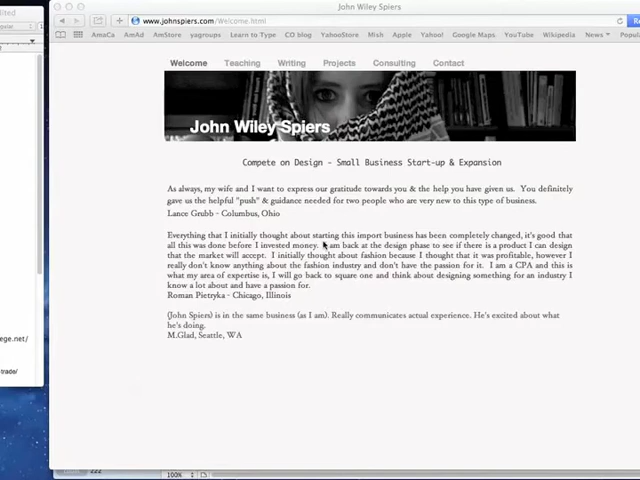 John Wiley Spiers
www.johnspiers.com/Welcome.html
AmaCa AmAd AmStore yagroups Learn to Type CO blog YahooStore Mish Apple Yahoo! Google Maps YouTube Wikipedia News Popula
Welcome Teaching Writing Projects Consulting Contact
John Wiley Spiers
Compete on Design - Small Business Start-up & Expansion
As always, my wife and I want to express our gratitude towards you & the help you have given us. You definitely
gave us the helpful "push" & guidance needed for two people who are very new to this type of business.
Lance Grubb - Columbus, Ohio
Everything that I initially thought about starting this import business has been completely changed, it's good that
all this was done before I invested money. I am back at the design phase to see if there is a product I can design
that the market will accept. I initially thought about fashion because I thought that it was profitable, however I
really don't know anything about the fashion industry and don't have the passion for it. I am a CPA and this is
what my area of expertise is, I will go back to square one and think about designing something for an industry I
know a lot about and have a passion for.
Roman Pietryka - Chicago, Illinois
(John Spiers) is in the same business (as I am). Really communicates actual experience. He's excited about what
he's doing.
M.Glad, Seattle, WA
ege.net/
trade/
222
100%